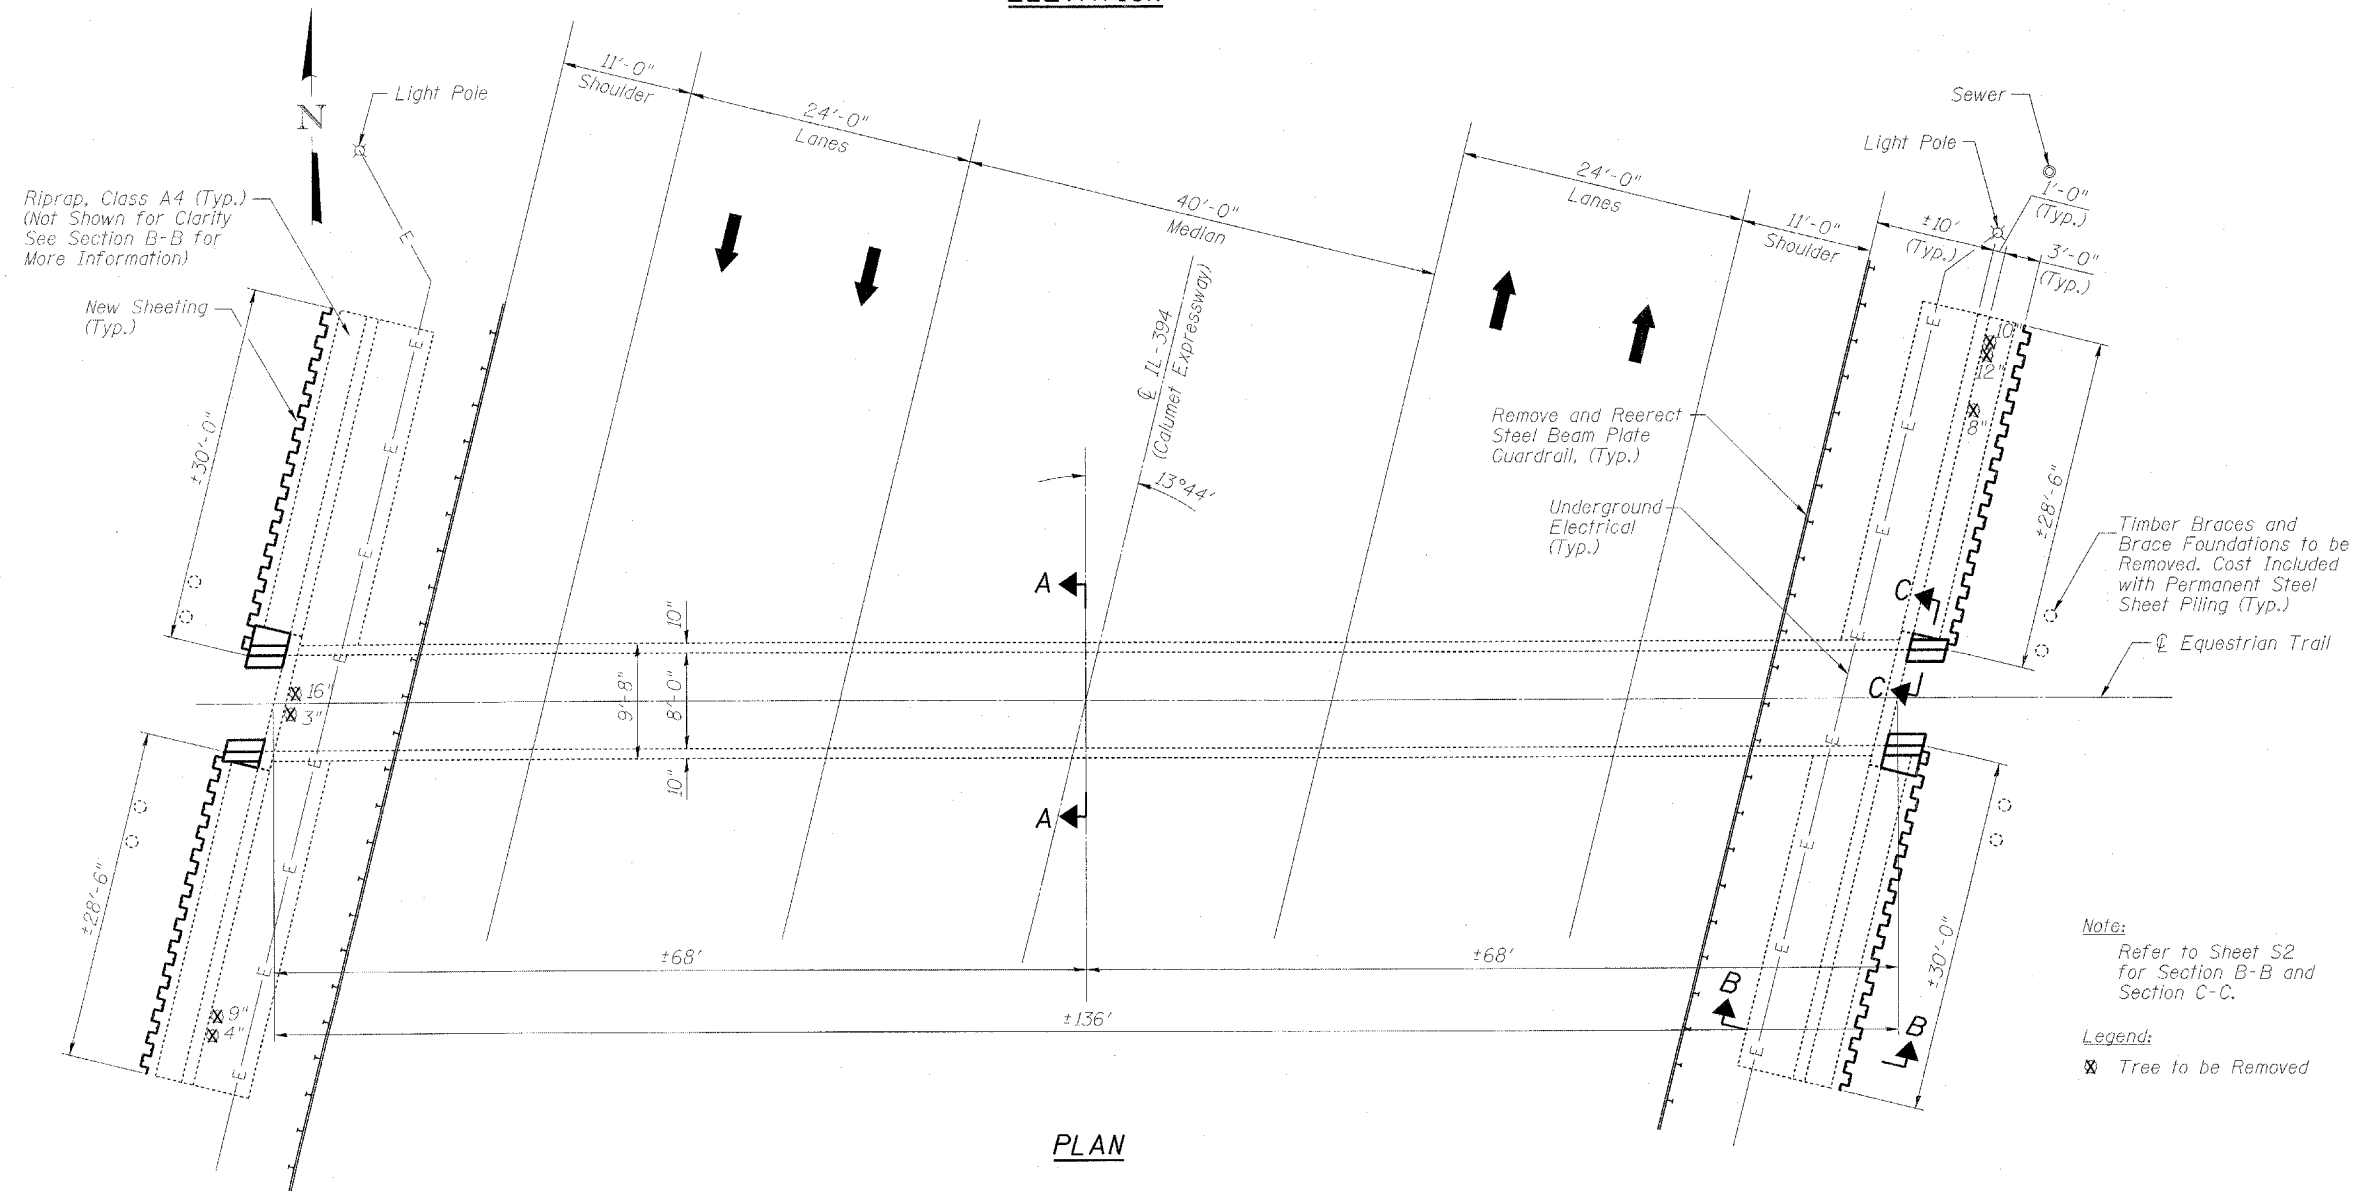 N
Light Pole
11'-0"
Shoulder
24'-0"
Lanes
40'-0"
Median
24'-0"
Lanes
11'-0"
Shoulder
±10'
(Typ.)
Sewer
Light Pole
1'-0"
(Typ.)
3'-0"
(Typ.)
Riprap, Class A4 (Typ.)
(Not Shown for Clarity
See Section B-B for
More Information)
New Sheeting
(Typ.)
±30'-0"
E
E
E
E
E
E
E
E
E
℄ IL-394
(Calumet Expressway)
13°44'
Remove and Reerect
Steel Beam Plate
Guardrail, (Typ.)
Underground
Electrical
(Typ.)
E
E
E
E
E
E
E
E
10"
12"
8"
±28'-6"
Timber Braces and
Brace Foundations to be
Removed. Cost Included
with Permanent Steel
Sheet Piling (Typ.)
℄ Equestrian Trail
A
A
C
C
10"
9'-8"
8'-0"
10"
16"
3"
±28'-6"
9"
4"
±68'
±68'
±136'
B
B
±30'-0"
Note:
Refer to Sheet S2
for Section B-B and
Section C-C.
Legend:
Tree to be Removed
PLAN